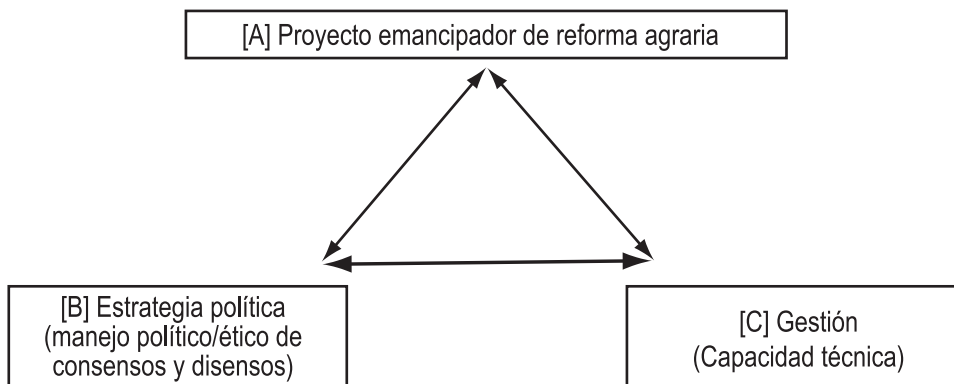 [A] Proyecto emancipador de reforma agraria
[B] Estrategia política
(manejo político/ético de
consensos y disensos)
[C] Gestión
(Capacidad técnica)